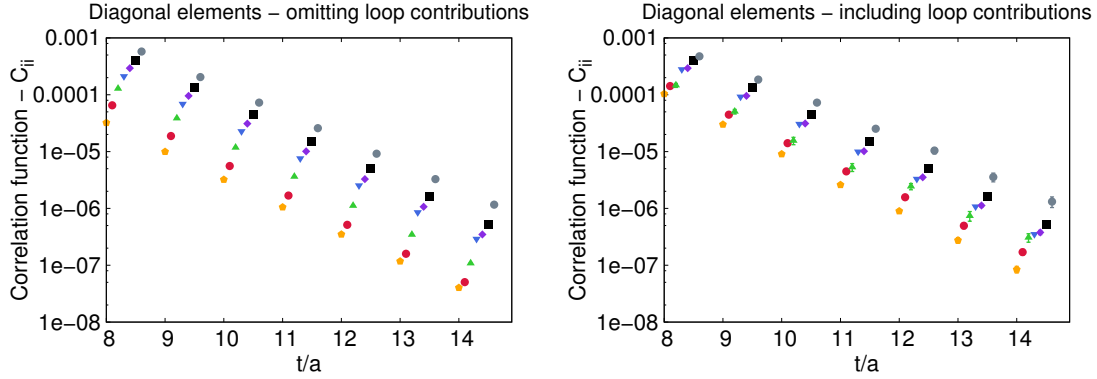 Diagonal elements − omitting loop contributions
Correlation function − C_ii
0.001
0.0001
1e−05
1e−06
1e−07
1e−08
8 9 10 11 12 13 14
t/a
Diagonal elements − including loop contributions
Correlation function − C_ii
0.001
0.0001
1e−05
1e−06
1e−07
1e−08
8 9 10 11 12 13 14
t/a